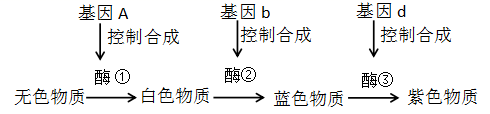 基因A 基因b 基因d
控制合成 控制合成 控制合成
酶① 酶② 酶③
无色物质 白色物质 蓝色物质 紫色物质